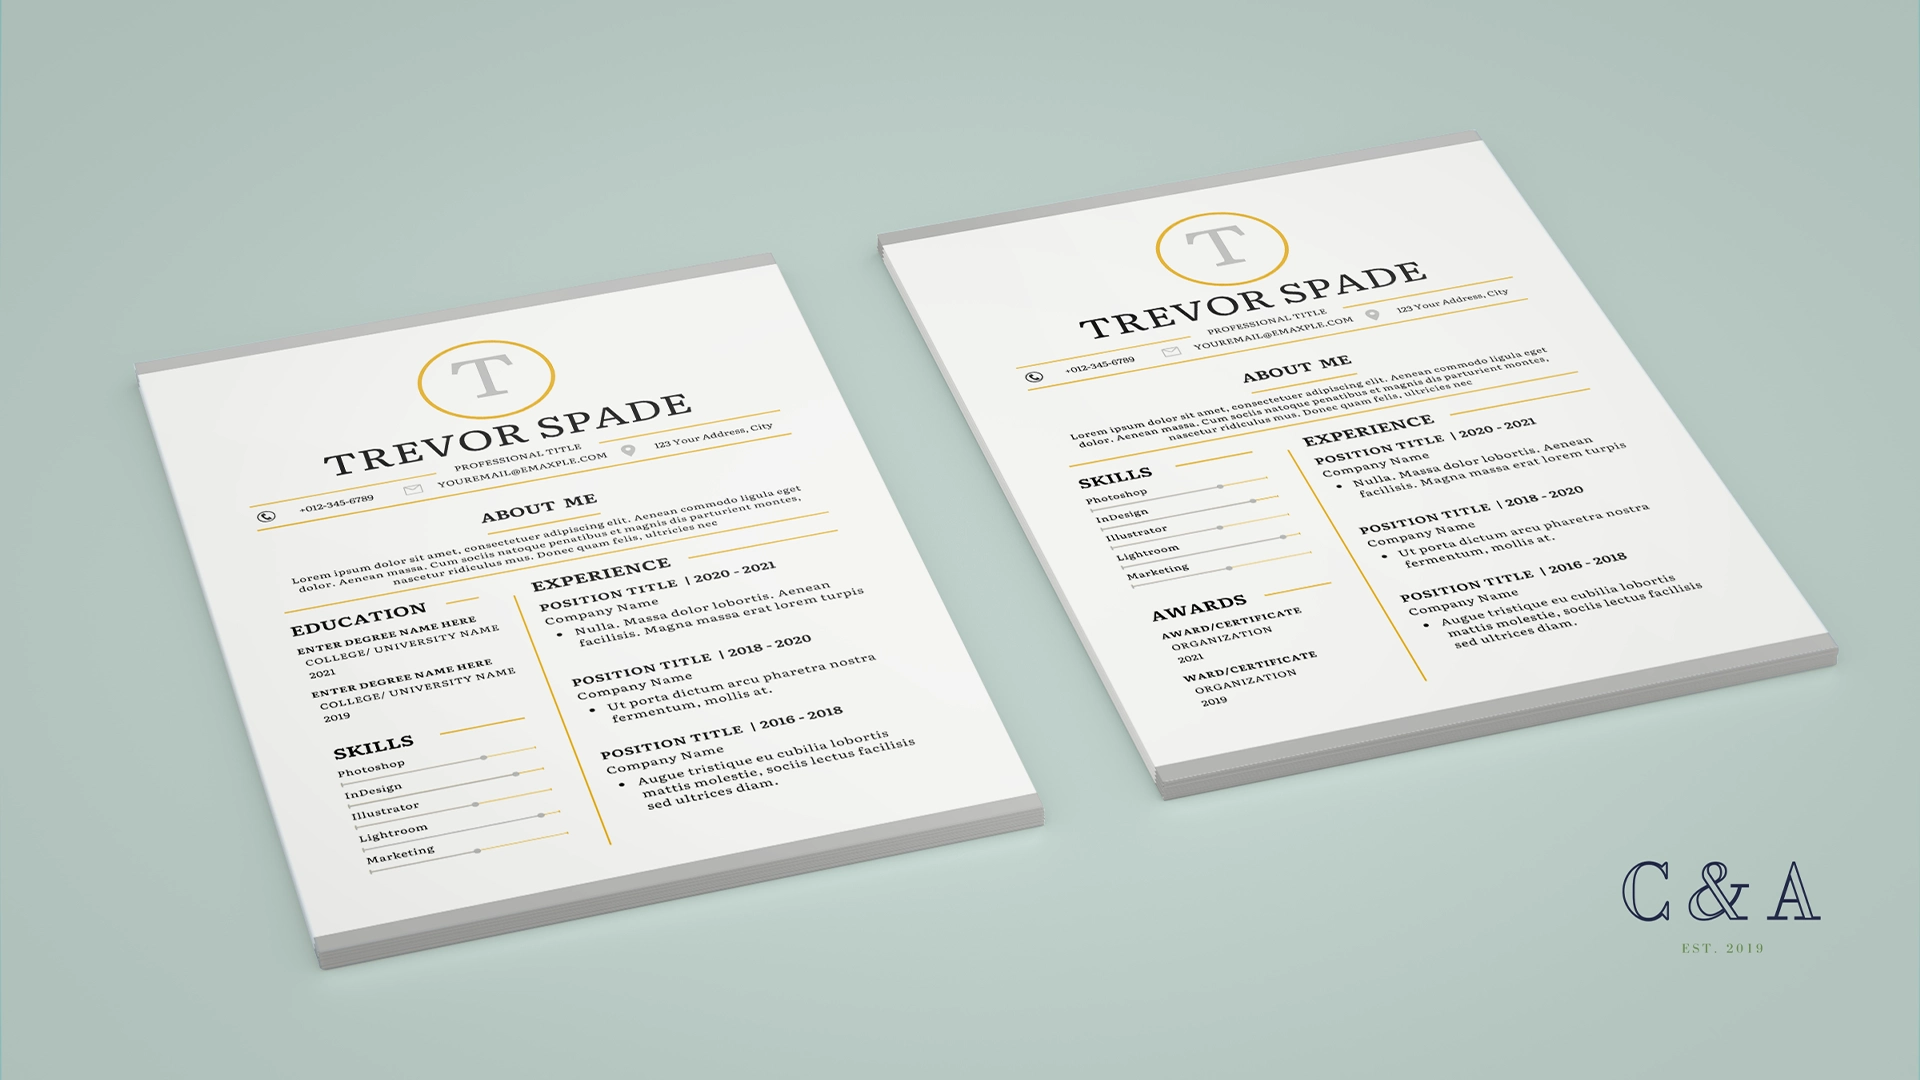 T
TREVOR SPADE
PROFESSIONAL TITLE
+012-345-6789 YOUREMAIL@EMAXPLE.COM 123 Your Address, City
ABOUT ME
Lorem ipsum dolor sit amet, consectetuer adipiscing elit. Aenean commodo ligula eget
dolor. Aenean massa. Cum sociis natoque penatibus et magnis dis parturient montes,
nascetur ridiculus mus. Donec quam felis, ultricies nec
EDUCATION
ENTER DEGREE NAME HERE
COLLEGE/ UNIVERSITY NAME
2021
ENTER DEGREE NAME HERE
COLLEGE/ UNIVERSITY NAME
2019
SKILLS
Photoshop
InDesign
Illustrator
Lightroom
Marketing
EXPERIENCE
POSITION TITLE | 2020 - 2021
Company Name
• Nulla. Massa dolor lobortis. Aenean
facilisis. Magna massa erat lorem turpis
POSITION TITLE | 2018 - 2020
Company Name
• Ut porta dictum arcu pharetra nostra
fermentum, mollis at.
POSITION TITLE | 2016 - 2018
Company Name
• Augue tristique eu cubilia lobortis
mattis molestie, sociis lectus facilisis
sed ultrices diam.
T
TREVOR SPADE
PROFESSIONAL TITLE
+012-345-6789 YOUREMAIL@EMAXPLE.COM 123 Your Address, City
ABOUT ME
Lorem ipsum dolor sit amet, consectetuer adipiscing elit. Aenean commodo ligula eget
dolor. Aenean massa. Cum sociis natoque penatibus et magnis dis parturient montes,
nascetur ridiculus mus. Donec quam felis, ultricies nec
SKILLS
Photoshop
InDesign
Illustrator
Lightroom
Marketing
AWARDS
AWARD/CERTIFICATE
ORGANIZATION
2021
WARD/CERTIFICATE
ORGANIZATION
2019
EXPERIENCE
POSITION TITLE | 2020 - 2021
Company Name
• Nulla. Massa dolor lobortis. Aenean
facilisis. Magna massa erat lorem turpis
POSITION TITLE | 2018 - 2020
Company Name
• Ut porta dictum arcu pharetra nostra
fermentum, mollis at.
POSITION TITLE | 2016 - 2018
Company Name
• Augue tristique eu cubilia lobortis
mattis molestie, sociis lectus facilisis
sed ultrices diam.
C & A
EST. 2019